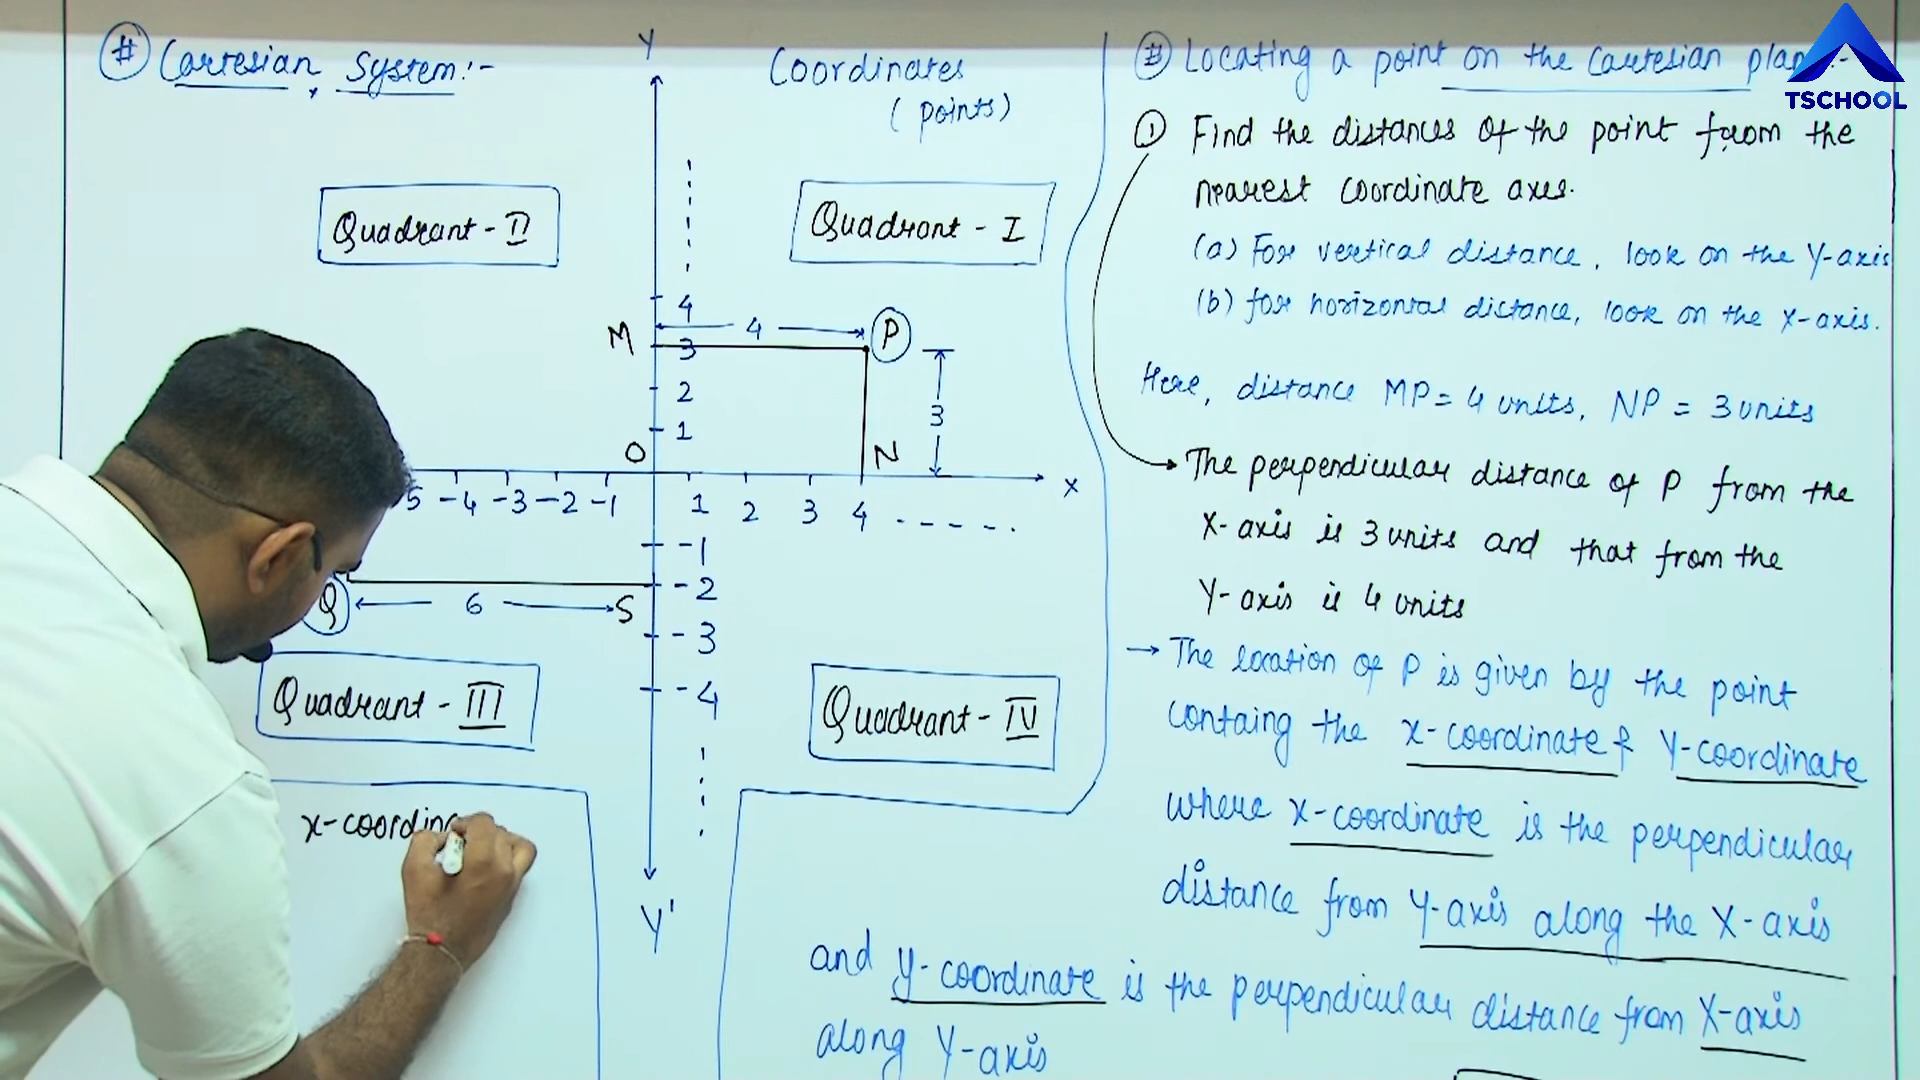 # Cartesian System:-
Y
Coordinates
(points)
Quadrant - II
Quadrant - I
4
M
4
P
3
2
3
1
O
N
x
5 -4 -3 -2 -1
1 2 3 4 - - - - - .
-1
-2
Q
6
S
-3
Quadrant - III
-4
Quadrant - IV
x-coordina
Y'
# Locating a point on the Cartesian plan :-
TSCHOOL
① Find the distances of the point from the
nearest coordinate axes.
(a) For vertical distance, look on the Y-axis
(b) for horizontal distance, look on the X-axis.
Here, distance MP = 4 units, NP = 3 units
→ The perpendicular distance of P from the
X-axis is 3 units and that from the
Y-axis is 4 units
→ The location of P is given by the point
containg the x-coordinate & Y-coordinate
where x-coordinate is the perpendicular
distance from Y-axis along the X-axis
and y-coordinate is the perpendicular distance from X-axis
along Y-axis